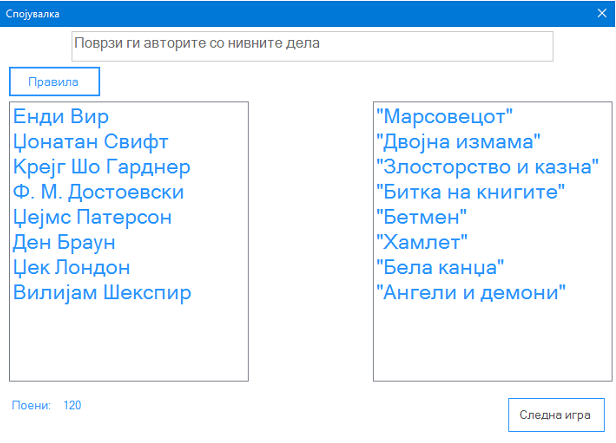 Спојувалка
Поврзи ги авторите со нивните дела
Правила
Енди Вир
Џонатан Свифт
Крејг Шо Гарднер
Ф. М. Достоевски
Џејмс Патерсон
Ден Браун
Џек Лондон
Вилијам Шекспир
"Марсовецот"
"Двојна измама"
"Злосторство и казна"
"Битка на книгите"
"Бетмен"
"Хамлет"
"Бела канџа"
"Ангели и демони"
Поени: 120
Следна игра